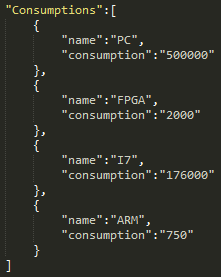 "Consumptions":[
{
"name":"PC",
"consumption":"500000"
},
{
"name":"FPGA",
"consumption":"2000"
},
{
"name":"I7",
"consumption":"176000"
},
{
"name":"ARM",
"consumption":"750"
}
]